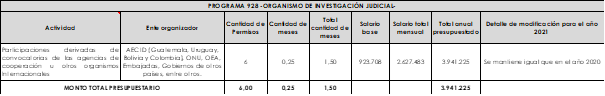 PROGRAMA 928 -ORGANISMO DE INVESTIGACIÓN JUDICIAL-
Actividad
Ente organizador
Cantidad de Permisos
Cantidad de meses
Total cantidad de meses
Salario base
Salario total mensual
Total anual presupuestado
Detalle de modificación para el año 2021
Participaciones derivadas de
convocatorias de las agencias de
cooperación u otros organismos
internacionales
AECID (Guatemala, Uruguay,
Bolivia y Colombia), ONU, OEA,
Embajadas, Gobiernos de otros
países, entre otros.
6
0,25
1,50
923.708
2.627.483
3.941.225
Se mantiene igual que en el año 2020
MONTO TOTAL PRESUPUESTARIO
6,00
0,25
1,50
3.941.225